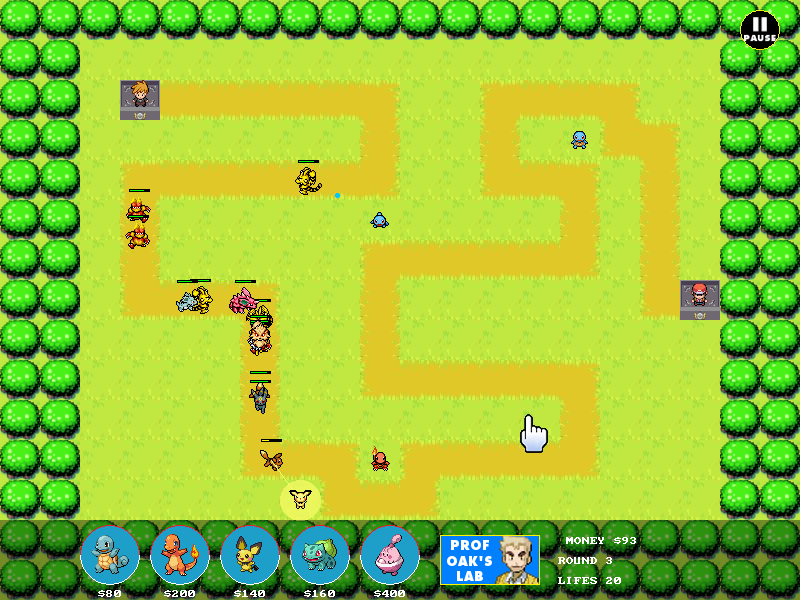 PAUSE
$80
$200
$140
$160
$400
PROF
OAK'S
LAB
MONEY $93
ROUND 3
LIFES 20